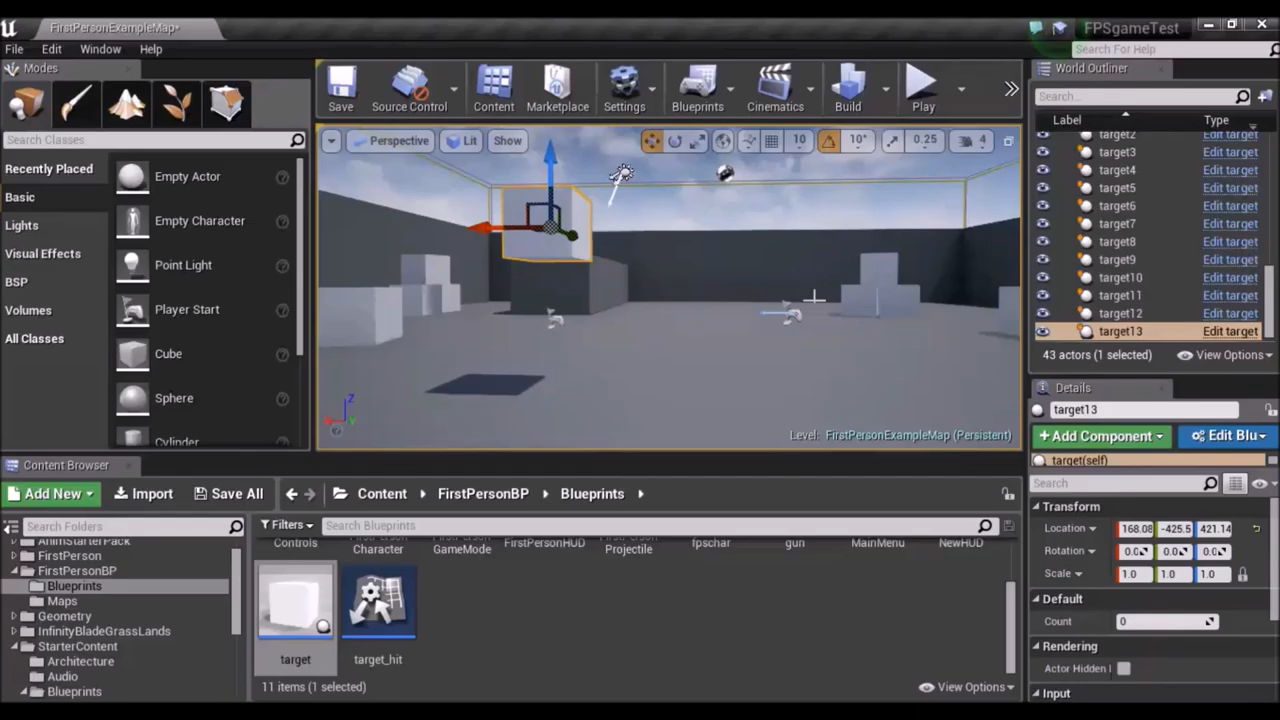 FirstPersonExampleMap*
FPSgameTest
File Edit Window Help
Search For Help
Modes
Save
Source Control
Content
Marketplace
Settings
Blueprints
Cinematics
Build
Play
World Outliner
Search...
Label Type
Search Classes
Perspective Lit Show 10 10° 0.25 4
target2 Edit target
target3 Edit target
target4 Edit target
target5 Edit target
target6 Edit target
target7 Edit target
target8 Edit target
target9 Edit target
target10 Edit target
target11 Edit target
target12 Edit target
target13 Edit target
43 actors (1 selected) View Options
Recently Placed
Basic
Lights
Visual Effects
BSP
Volumes
All Classes
Empty Actor
Empty Character
Point Light
Player Start
Cube
Sphere
Cylinder
Z
Level: FirstPersonExampleMap (Persistent)
Details
target13
+Add Component Edit Blu
target(self)
Search
Transform
Location 168.08 -425.5 421.14
Rotation 0.0 0.0 0.0
Scale 1.0 1.0 1.0
Default
Count 0
Rendering
Actor Hidden I
Input
Content Browser
Add New Import Save All Content FirstPersonBP Blueprints
Search Folders
Filters Search Blueprints
AnimStarterPack
FirstPerson
FirstPersonBP
Blueprints
Maps
Geometry
InfinityBladeGrassLands
StarterContent
Architecture
Audio
Blueprints
Controls
Character
GameMode
FirstPersonHUD
Projectile
fpschar
gun
MainMenu
NewHUD
target
target_hit
11 items (1 selected) View Options